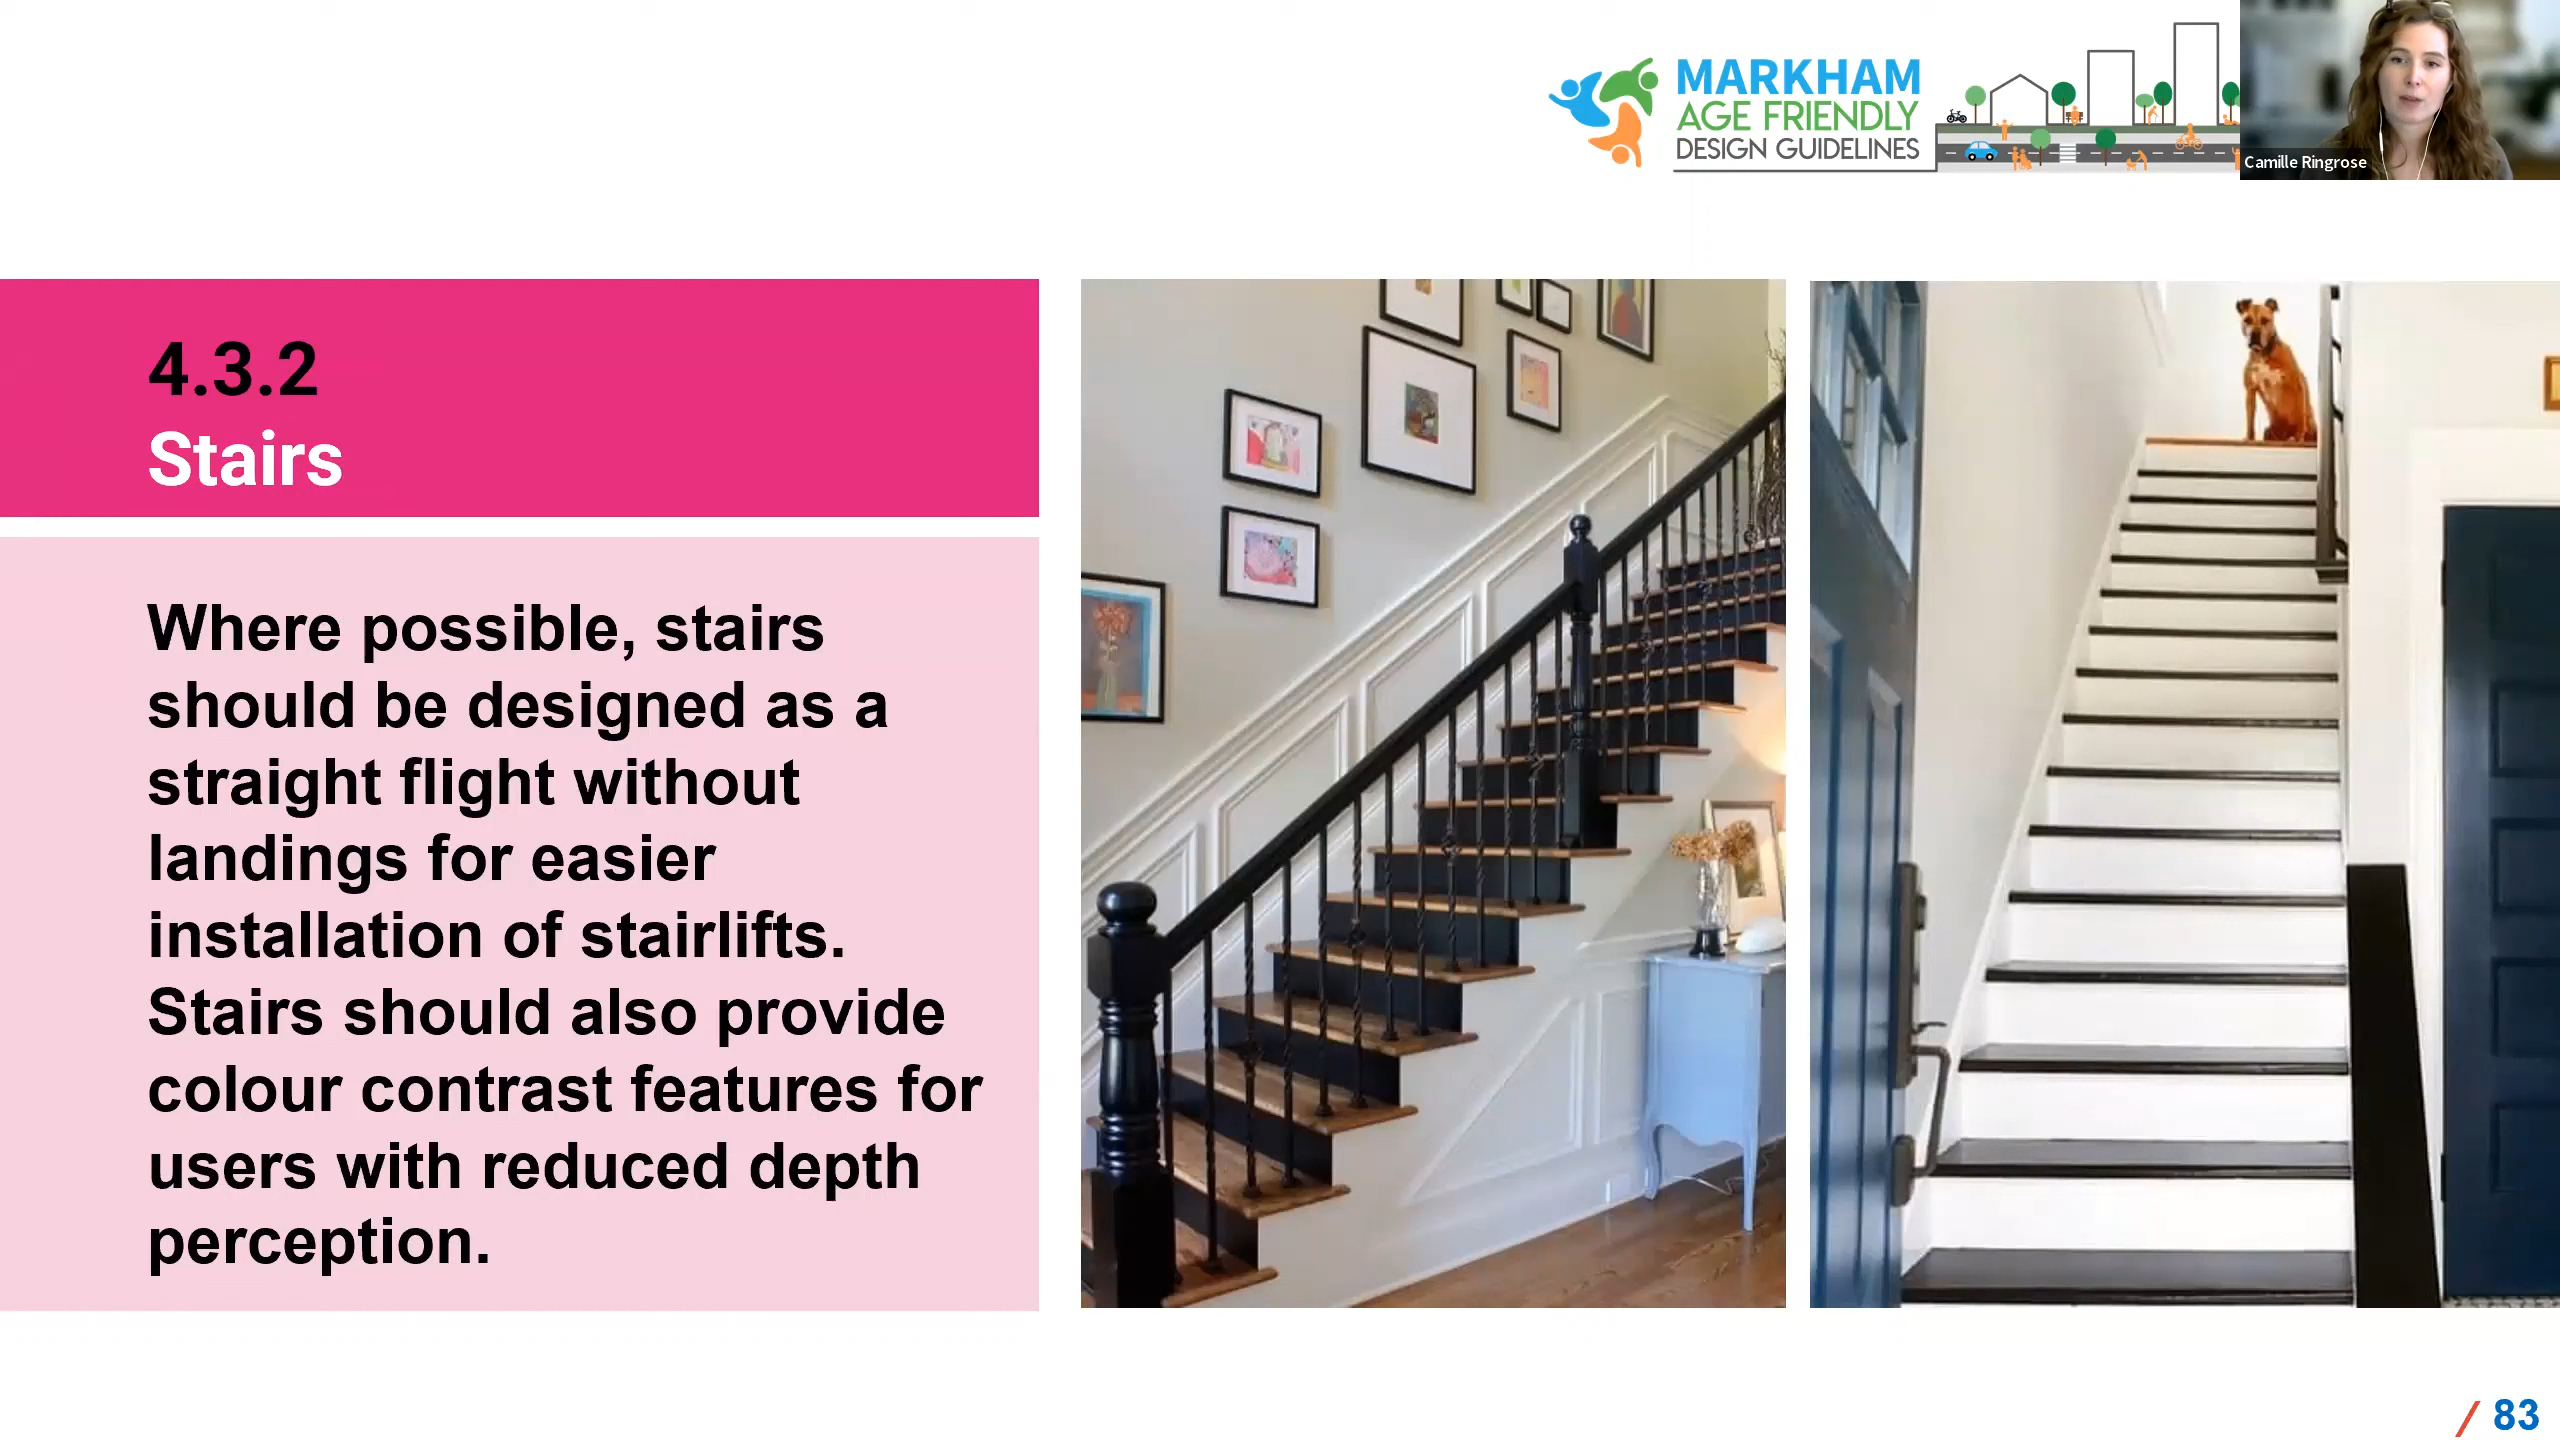 MARKHAM
AGE FRIENDLY
DESIGN GUIDELINES
Camille Ringrose
4.3.2
Stairs
Where possible, stairs
should be designed as a
straight flight without
landings for easier
installation of stairlifts.
Stairs should also provide
colour contrast features for
users with reduced depth
perception.
/ 83